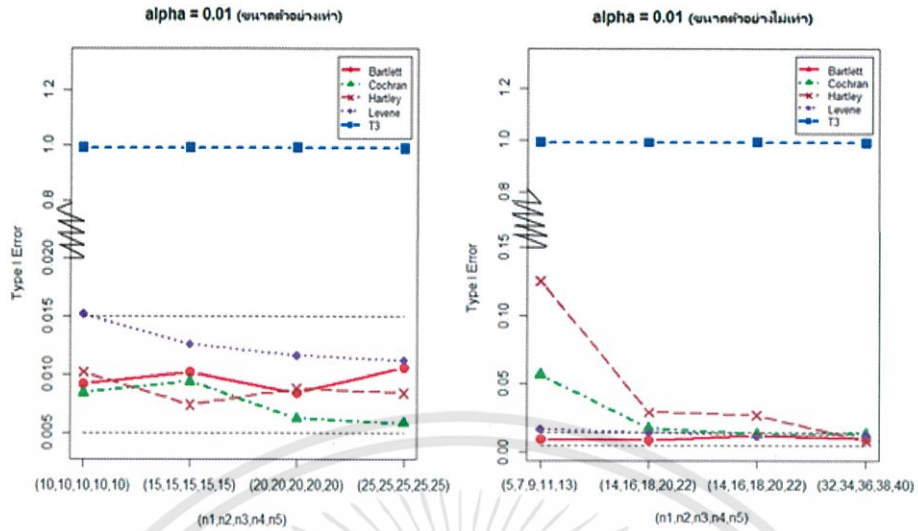 alpha = 0.01 (ขนาดตัวอย่างเท่า)
Type I Error
1.2
1.0
0.8
0.020
0.015
0.010
0.005
Bartlett
Cochran
Hartley
Levene
T3
(10,10,10,10,10)
(15,15,15,15,15)
(20,20,20,20,20)
(25,25,25,25,25)
(n1,n2,n3,n4,n5)
alpha = 0.01 (ขนาดตัวอย่างไม่เท่า)
Type I Error
1.2
1.0
0.8
0.15
0.10
0.05
0.00
Bartlett
Cochran
Hartley
Levene
T3
(5,7,9,11,13)
(14,16,18,20,22)
(14,16,18,20,22)
(32,34,36,38,40)
(n1,n2,n3,n4,n5)